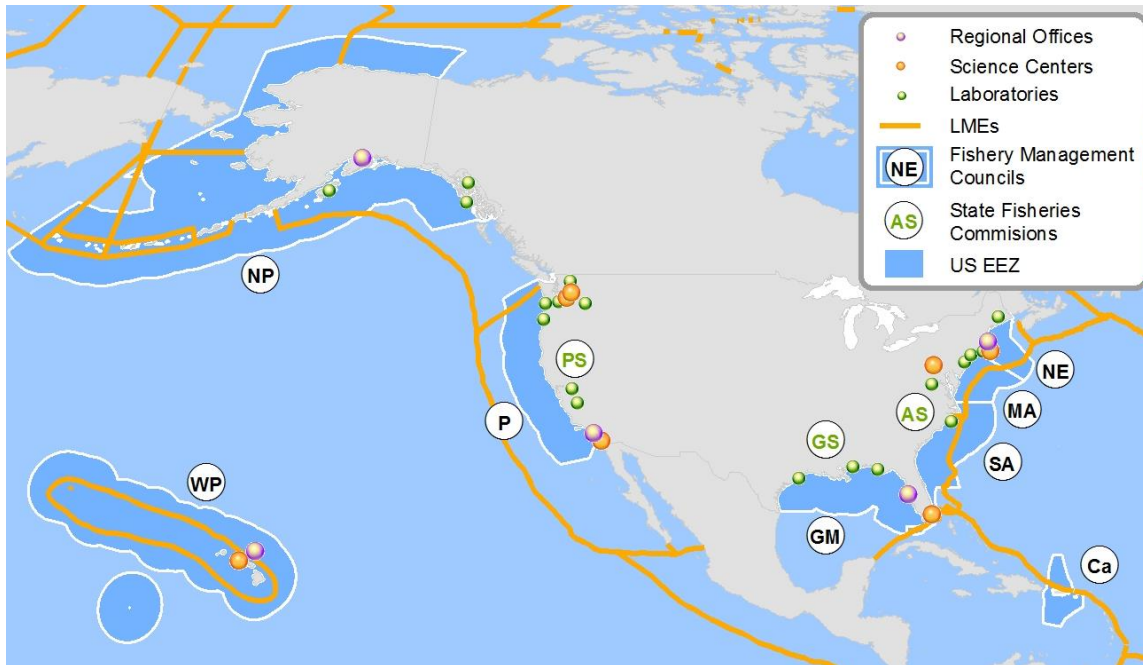 Regional Offices
Science Centers
Laboratories
LMEs
NE
Fishery Management
Councils
AS
State Fisheries
Commisions
US EEZ
NP
PS
P
WP
GS
AS
NE
MA
SA
GM
Ca